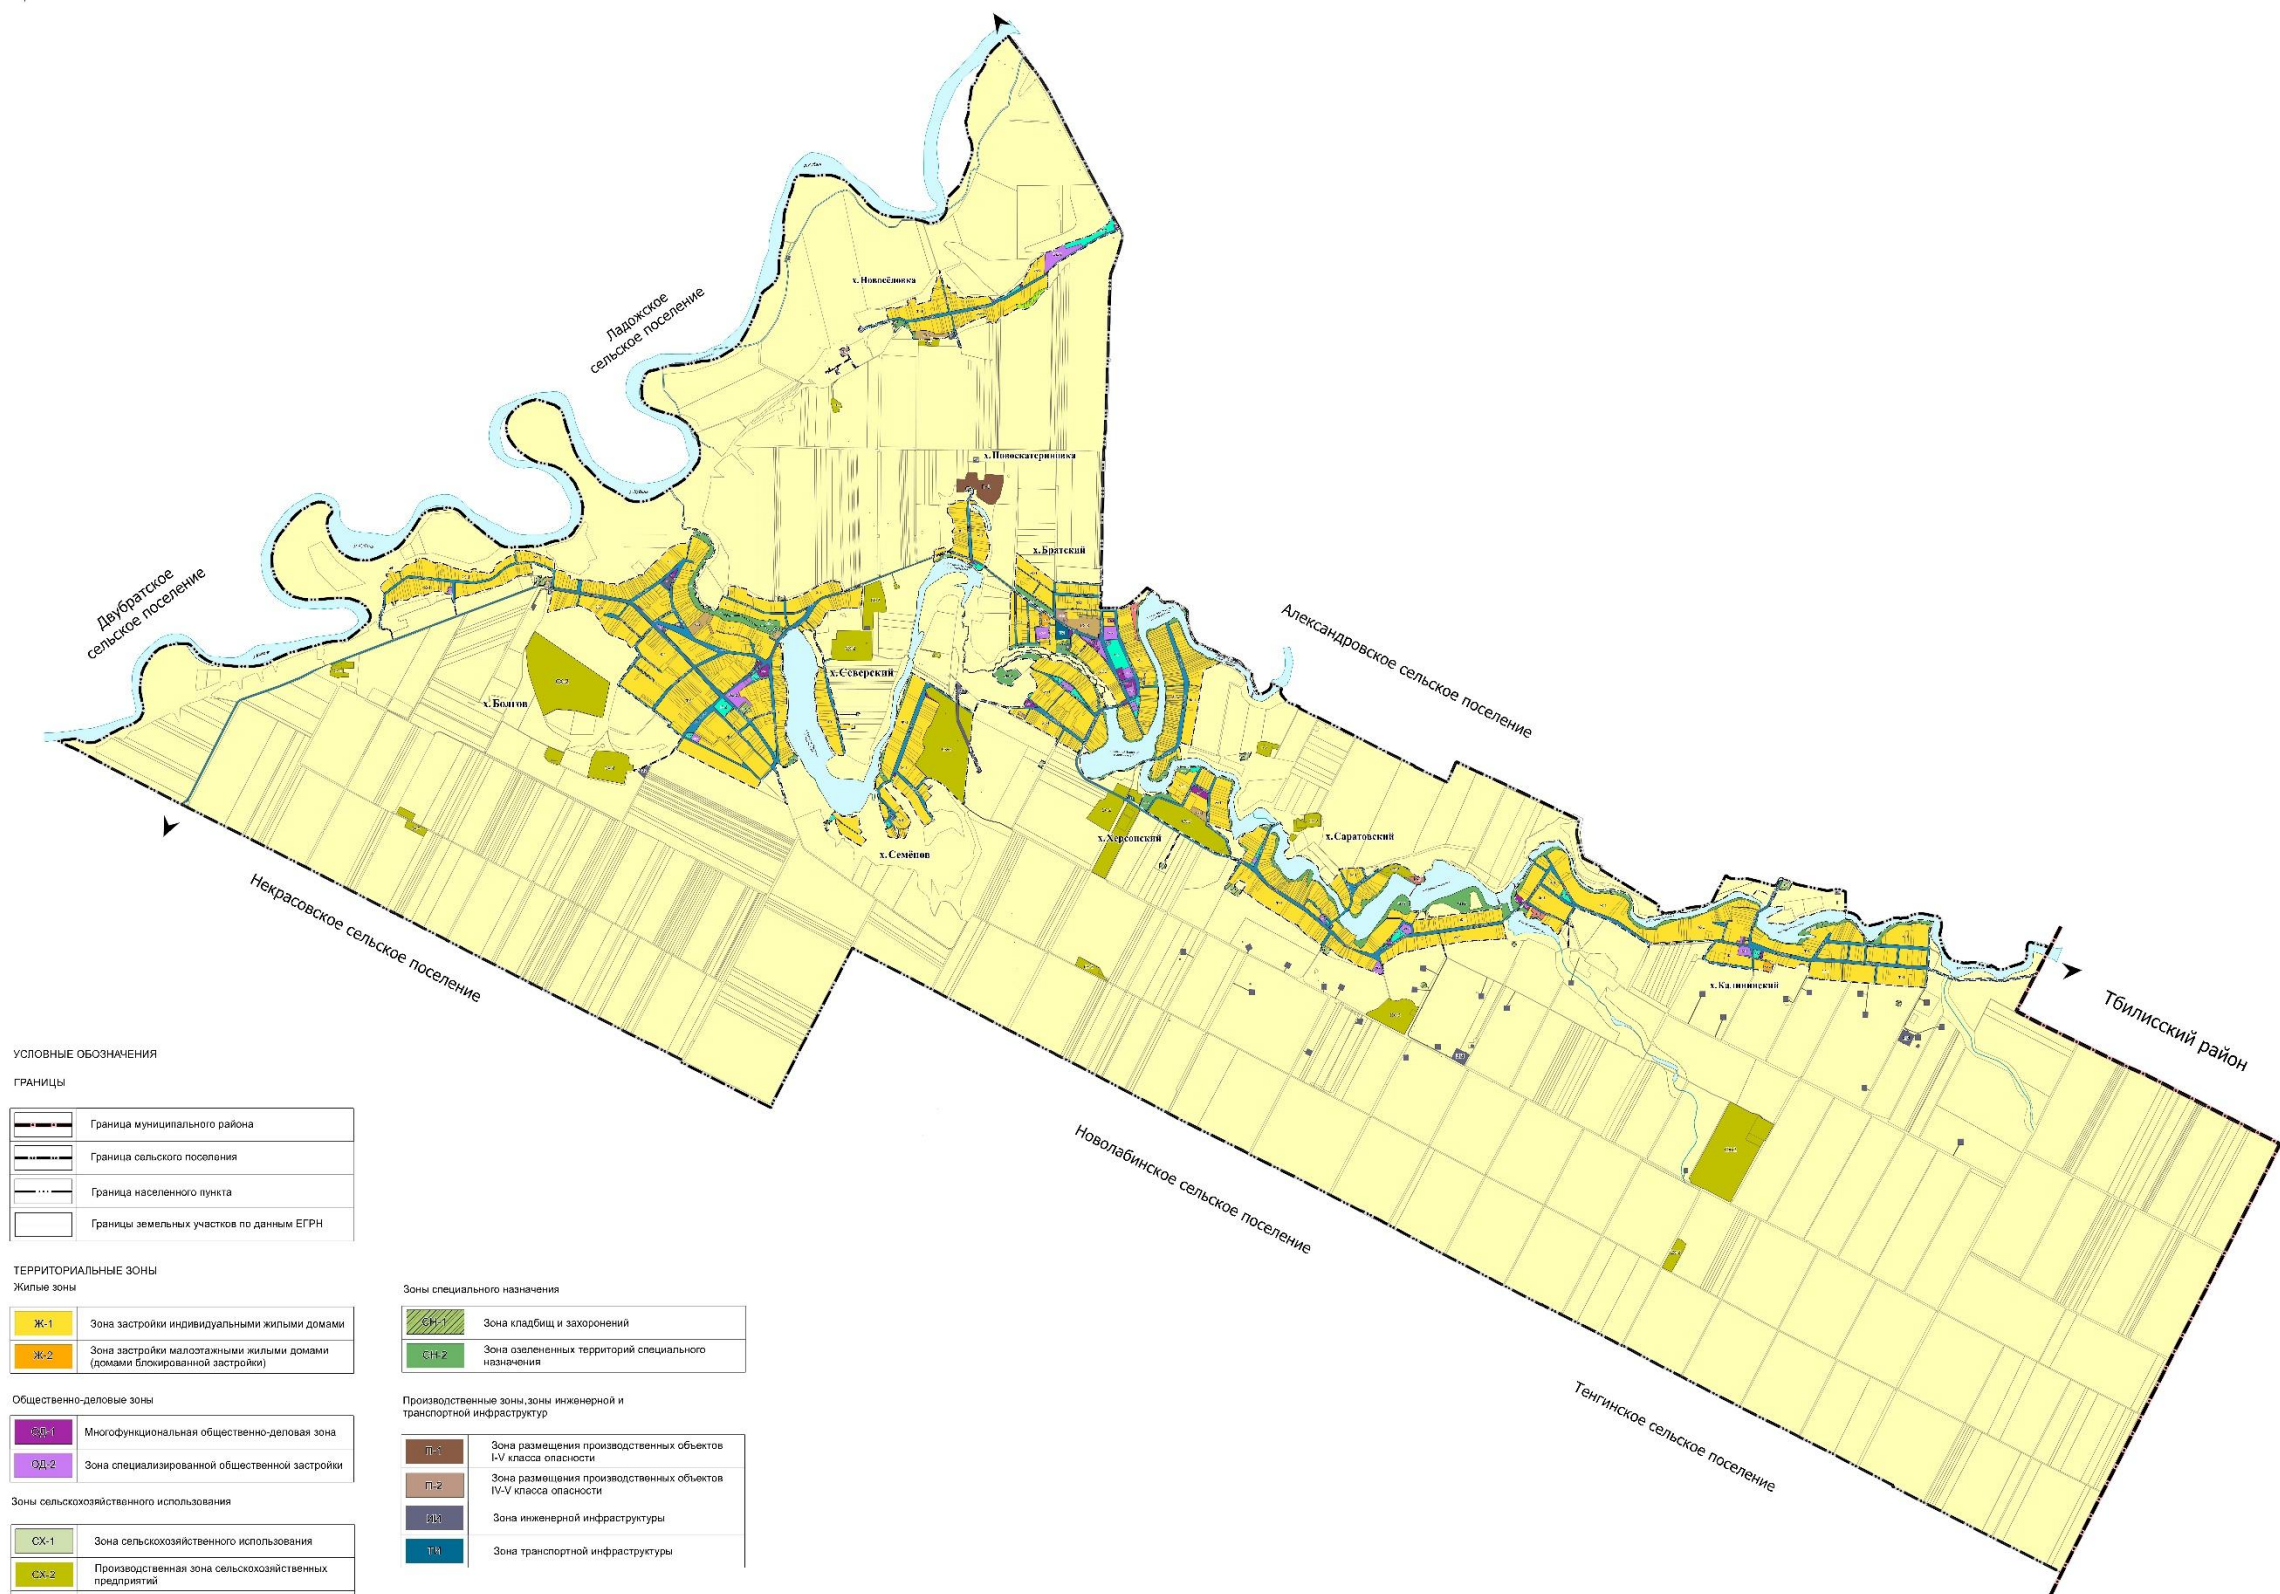 х. Новосёловка
Ладожское
сельское поселение
х. Братский
Двубратское
сельское поселение
Александровское сельское поселение
х. Северский
х. Болгов
х. Херсонский
х. Саратовский
х. Семёнов
Некрасовское сельское поселение
х. Калининский
Тбилисский район
Новолабинское сельское поселение
Тенгинское сельское поселение
УСЛОВНЫЕ ОБОЗНАЧЕНИЯ
ГРАНИЦЫ
Граница муниципального района
Граница сельского поселения
Граница населенного пункта
Границы земельных участков по данным ЕГРН
ТЕРРИТОРИАЛЬНЫЕ ЗОНЫ
Жилые зоны
Ж-1 Зона застройки индивидуальными жилыми домами
Ж-2 Зона застройки малоэтажными жилыми домами
(домами блокированной застройки)
Общественно-деловые зоны
ОД-1 Многофункциональная общественно-деловая зона
ОД-2 Зона специализированной общественной застройки
Зоны сельскохозяйственного использования
СХ-1 Зона сельскохозяйственного использования
СХ-2 Производственная зона сельскохозяйственных
предприятий
Зоны специального назначения
СН-1 Зона кладбищ и захоронений
СН-2 Зона озелененных территорий специального
назначения
Производственные зоны,зоны инженерной и
транспортной инфраструктур
П-1 Зона размещения производственных объектов
I-V класса опасности
П-2 Зона размещения производственных объектов
IV-V класса опасности
ИИ Зона инженерной инфраструктуры
ТИ Зона транспортной инфраструктуры